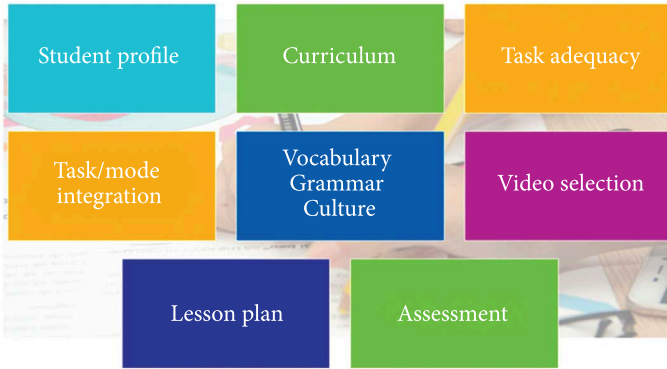 Student profile
Curriculum
Task adequacy
Task/mode
integration
Vocabulary
Grammar
Culture
Video selection
Lesson plan
Assessment